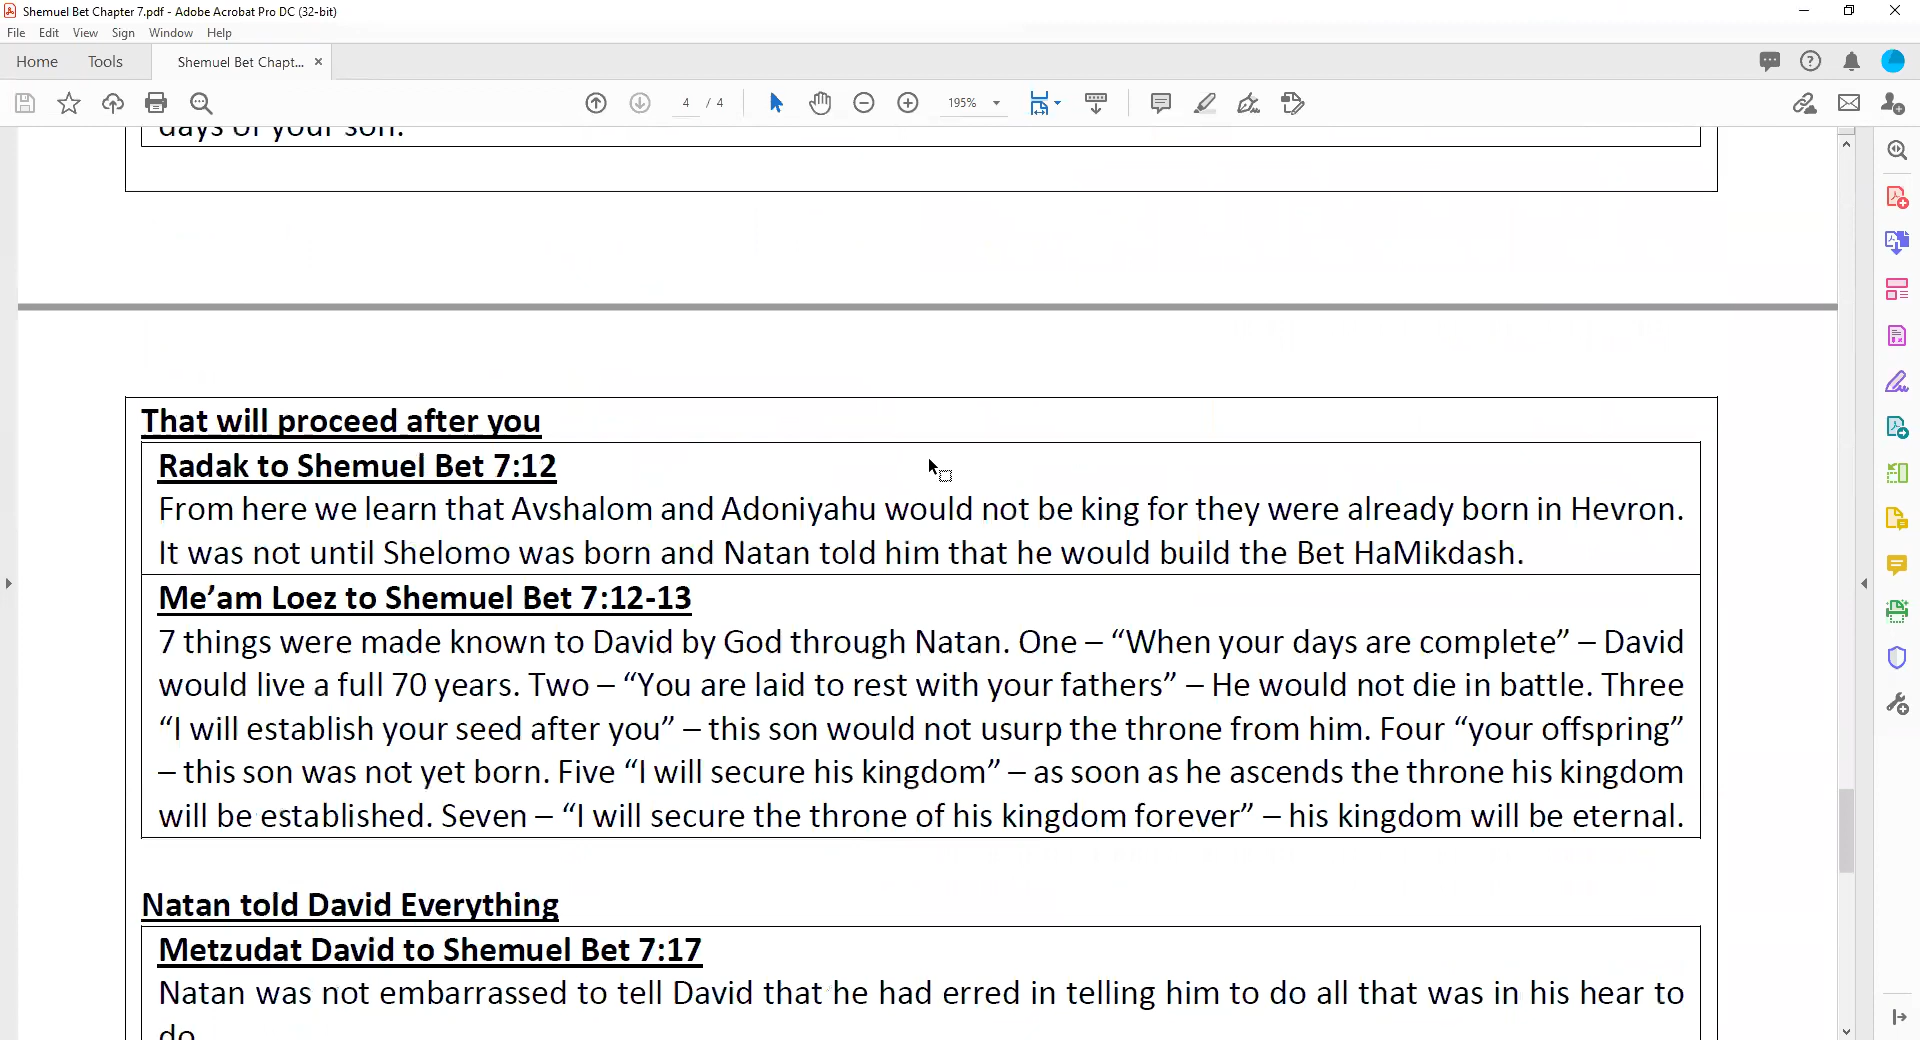 Shemuel Bet Chapter 7.pdf - Adobe Acrobat Pro DC (32-bit)
File Edit View Sign Window Help
Home Tools Shemuel Bet Chapt...
4 / 4 195%
days of your son.
That will proceed after you
Radak to Shemuel Bet 7:12
From here we learn that Avshalom and Adoniyahu would not be king for they were already born in Hevron.
It was not until Shelomo was born and Natan told him that he would build the Bet HaMikdash.
Me’am Loez to Shemuel Bet 7:12-13
7 things were made known to David by God through Natan. One – “When your days are complete” – David
would live a full 70 years. Two – “You are laid to rest with your fathers” – He would not die in battle. Three
“I will establish your seed after you” – this son would not usurp the throne from him. Four “your offspring”
– this son was not yet born. Five “I will secure his kingdom” – as soon as he ascends the throne his kingdom
will be established. Seven – “I will secure the throne of his kingdom forever” – his kingdom will be eternal.
Natan told David Everything
Metzudat David to Shemuel Bet 7:17
Natan was not embarrassed to tell David that he had erred in telling him to do all that was in his hear to
do